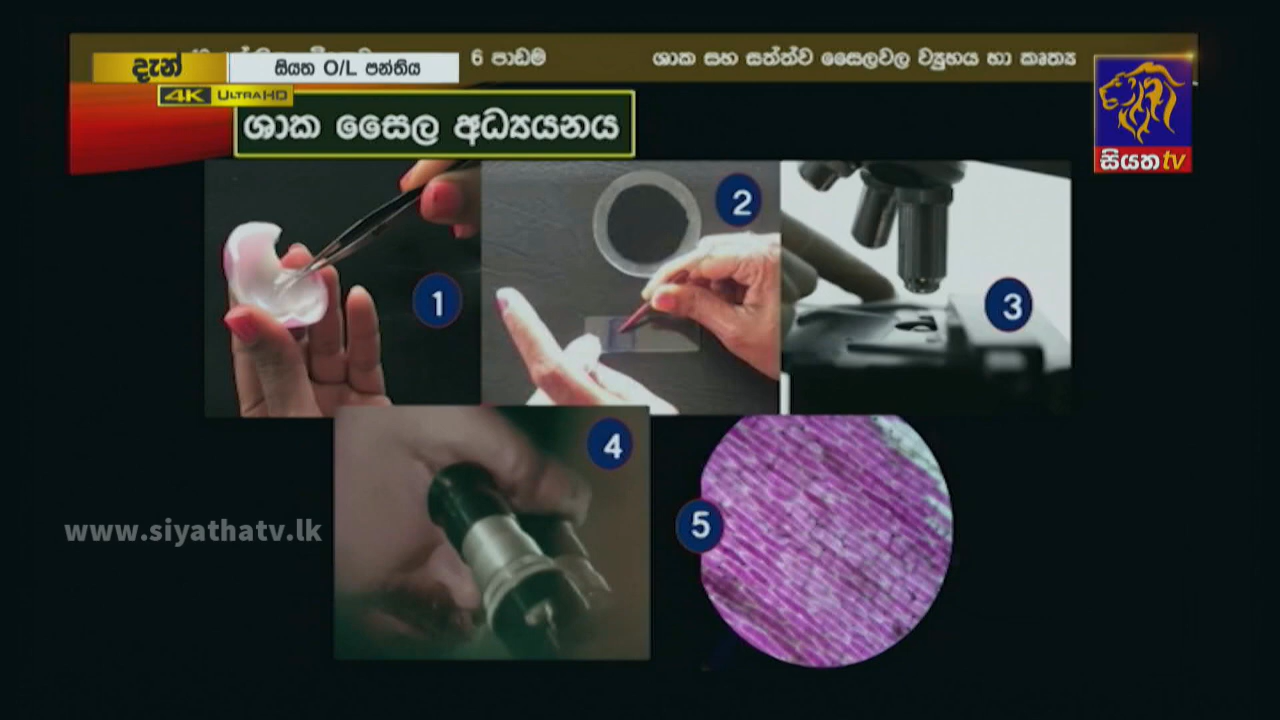 6 පාඩම
ශාක සහ සත්ත්ව සෛලවල ව්‍යුහය හා කෘත්‍ය
දැන්
සියත O/L පන්තිය
4K ULTRA HD
ශාක සෛල අධ්‍යයනය
සියත tv
1
2
3
4
5
www.siyathatv.lk